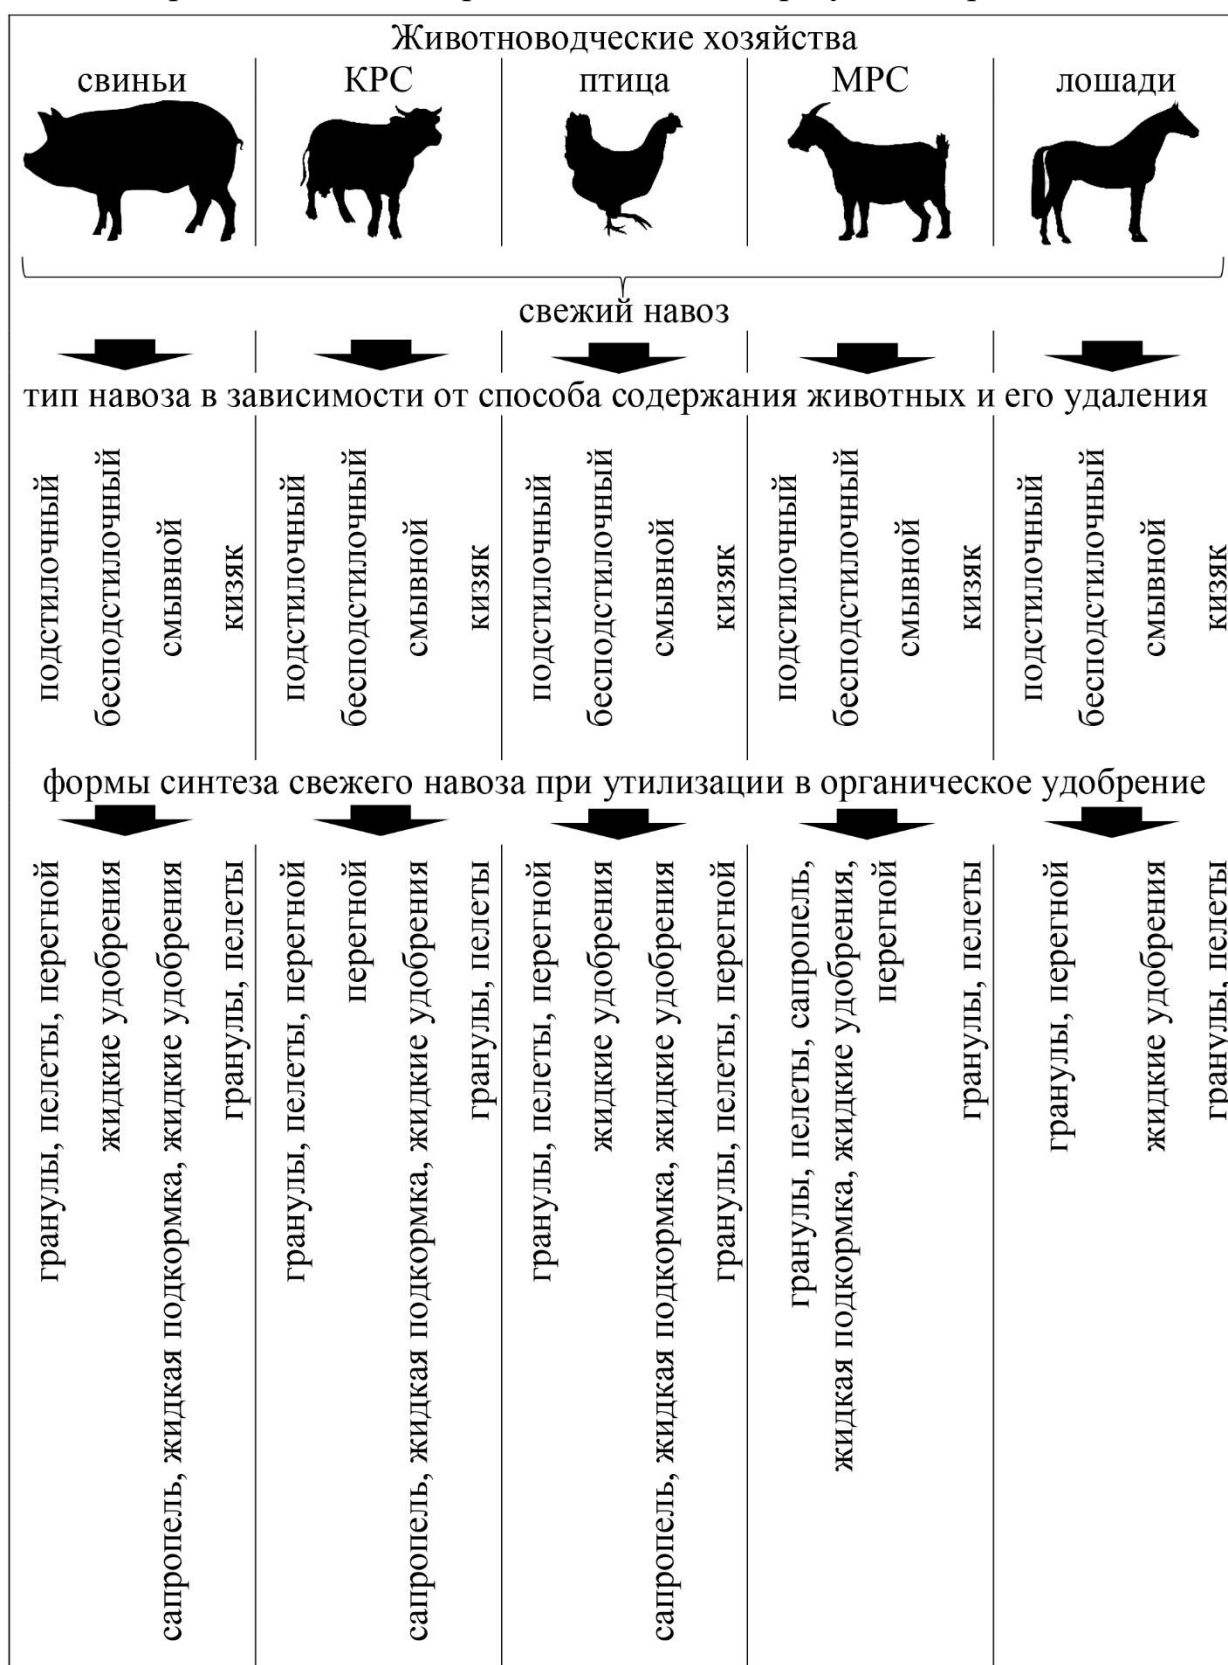 Животноводческие хозяйства
свиньи
КРС
птица
МРС
лошади
свежий навоз
тип навоза в зависимости от способа содержания животных и его удаления
подстилочный
бесподстилочный
смывной
кизяк
подстилочный
бесподстилочный
смывной
кизяк
подстилочный
бесподстилочный
смывной
кизяк
подстилочный
бесподстилочный
смывной
кизяк
подстилочный
бесподстилочный
смывной
кизяк
формы синтеза свежего навоза при утилизации в органическое удобрение
гранулы, пелеты, перегной
жидкие удобрения
сапропель, жидкая подкормка, жидкие удобрения
гранулы, пелеты
гранулы, пелеты, перегной
перегной
сапропель, жидкая подкормка, жидкие удобрения
гранулы, пелеты
гранулы, пелеты, перегной
жидкие удобрения
сапропель, жидкая подкормка, жидкие удобрения
гранулы, пелеты, перегной
гранулы, пелеты, сапропель,
жидкая подкормка, жидкие удобрения,
перегной
гранулы, пелеты
гранулы, перегной
жидкие удобрения
гранулы, пелеты